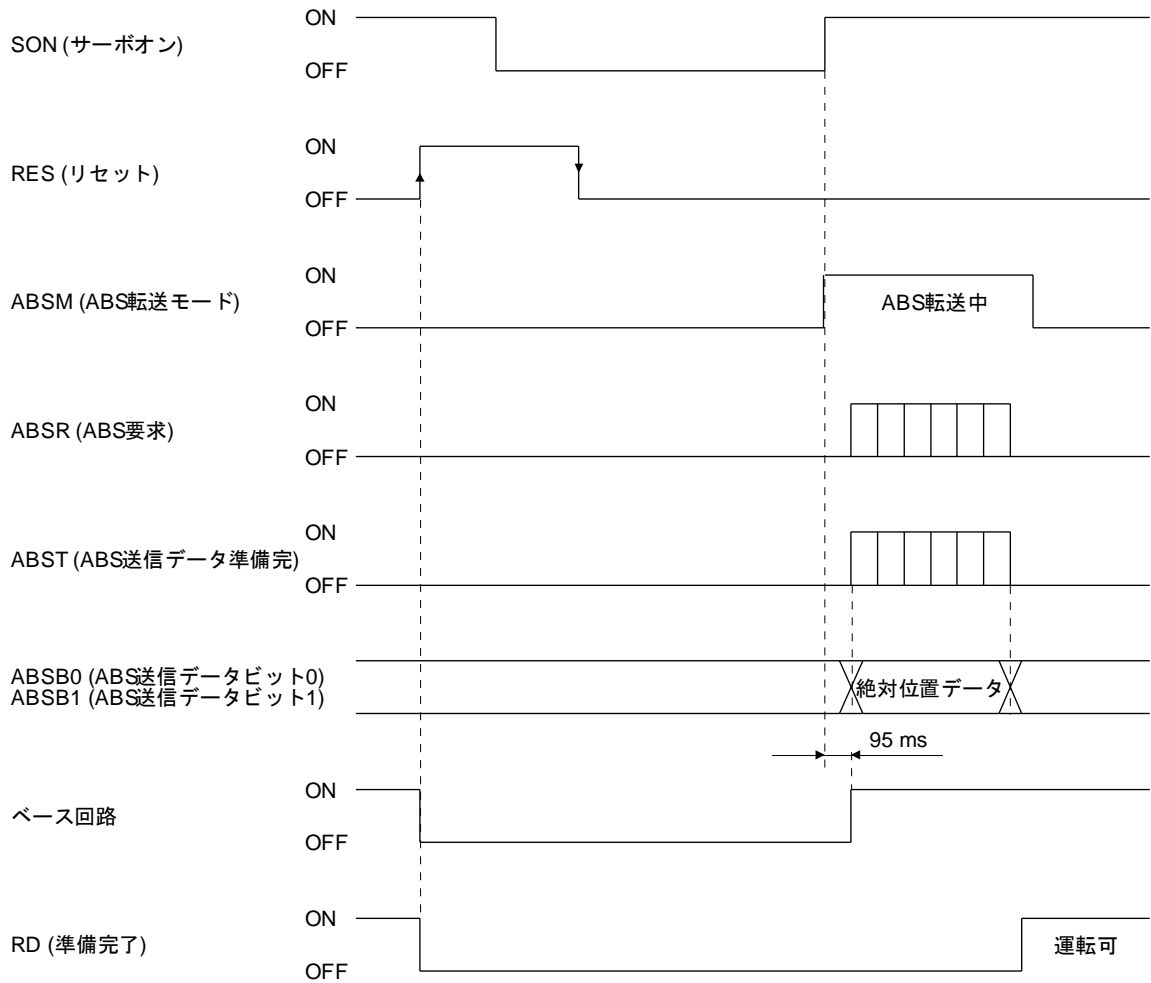 ON
SON (サーボオン)
OFF
ON
RES (リセット)
OFF
ON
ABSM (ABS転送モード)
ABS転送中
OFF
ON
ABSR (ABS要求)
OFF
ON
ABST (ABS送信データ準備完)
OFF
ABSB0 (ABS送信データビット0)
ABSB1 (ABS送信データビット1)
絶対位置データ
95 ms
ON
ベース回路
OFF
ON
RD (準備完了)
運転可
OFF